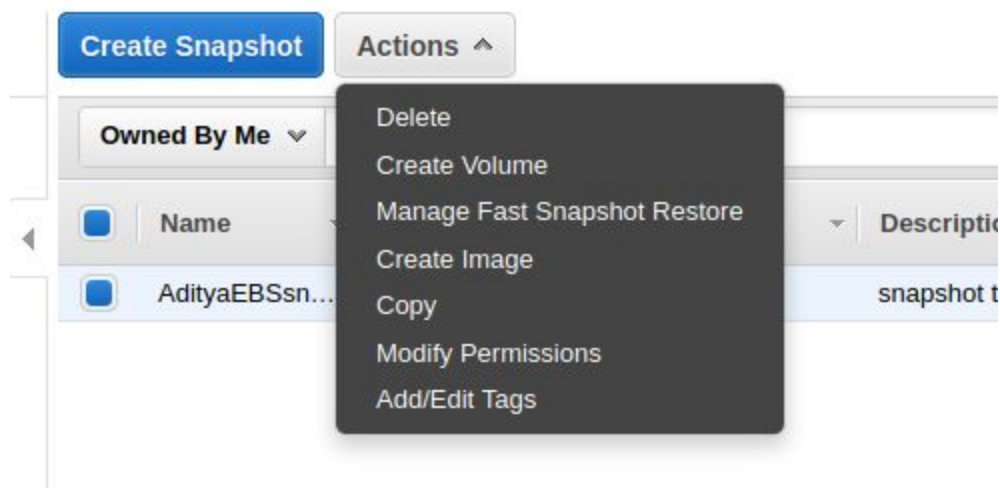 Create Snapshot Actions
Delete
Owned By Me
Create Volume
Manage Fast Snapshot Restore
Name
Descriptio
Create Image
AdityaEBSsn...
snapshot t
Copy
Modify Permissions
Add/Edit Tags